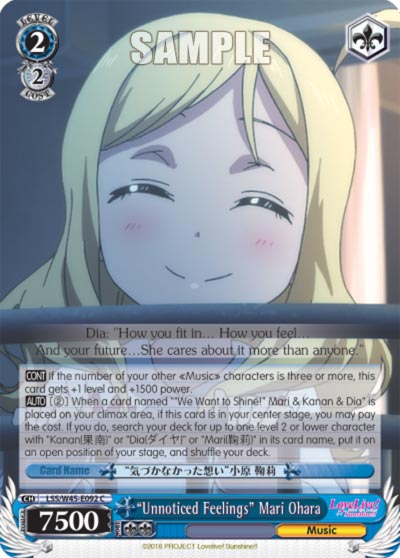 LEVEL
2
2
COST
SAMPLE
Dia: "How you fit in… How you feel…
And your future…She cares about it more than anyone."
CONT If the number of your other «Music» characters is three or more, this
card gets +1 level and +1500 power.
AUTO [②] When a card named ""We Want to Shine!" Mari & Kanan & Dia" is
placed on your climax area, if this card is in your center stage, you may pay
the cost. If you do, search your deck for up to one level 2 or lower character
with "Kanan(果南)" or "Dia(ダイヤ)" or "Mari(鞠莉)" in its card name, put it on
an open position of your stage, and shuffle your deck.
Card Name
"気づかなかった想い"小原 鞠莉
CH LSS/W45-E092 C
POWER
7500
SOUL
"Unnoticed Feelings" Mari Ohara
LoveLive!
Sunshine!!
Music
©2016 PROJECT Lovelive! Sunshine!!